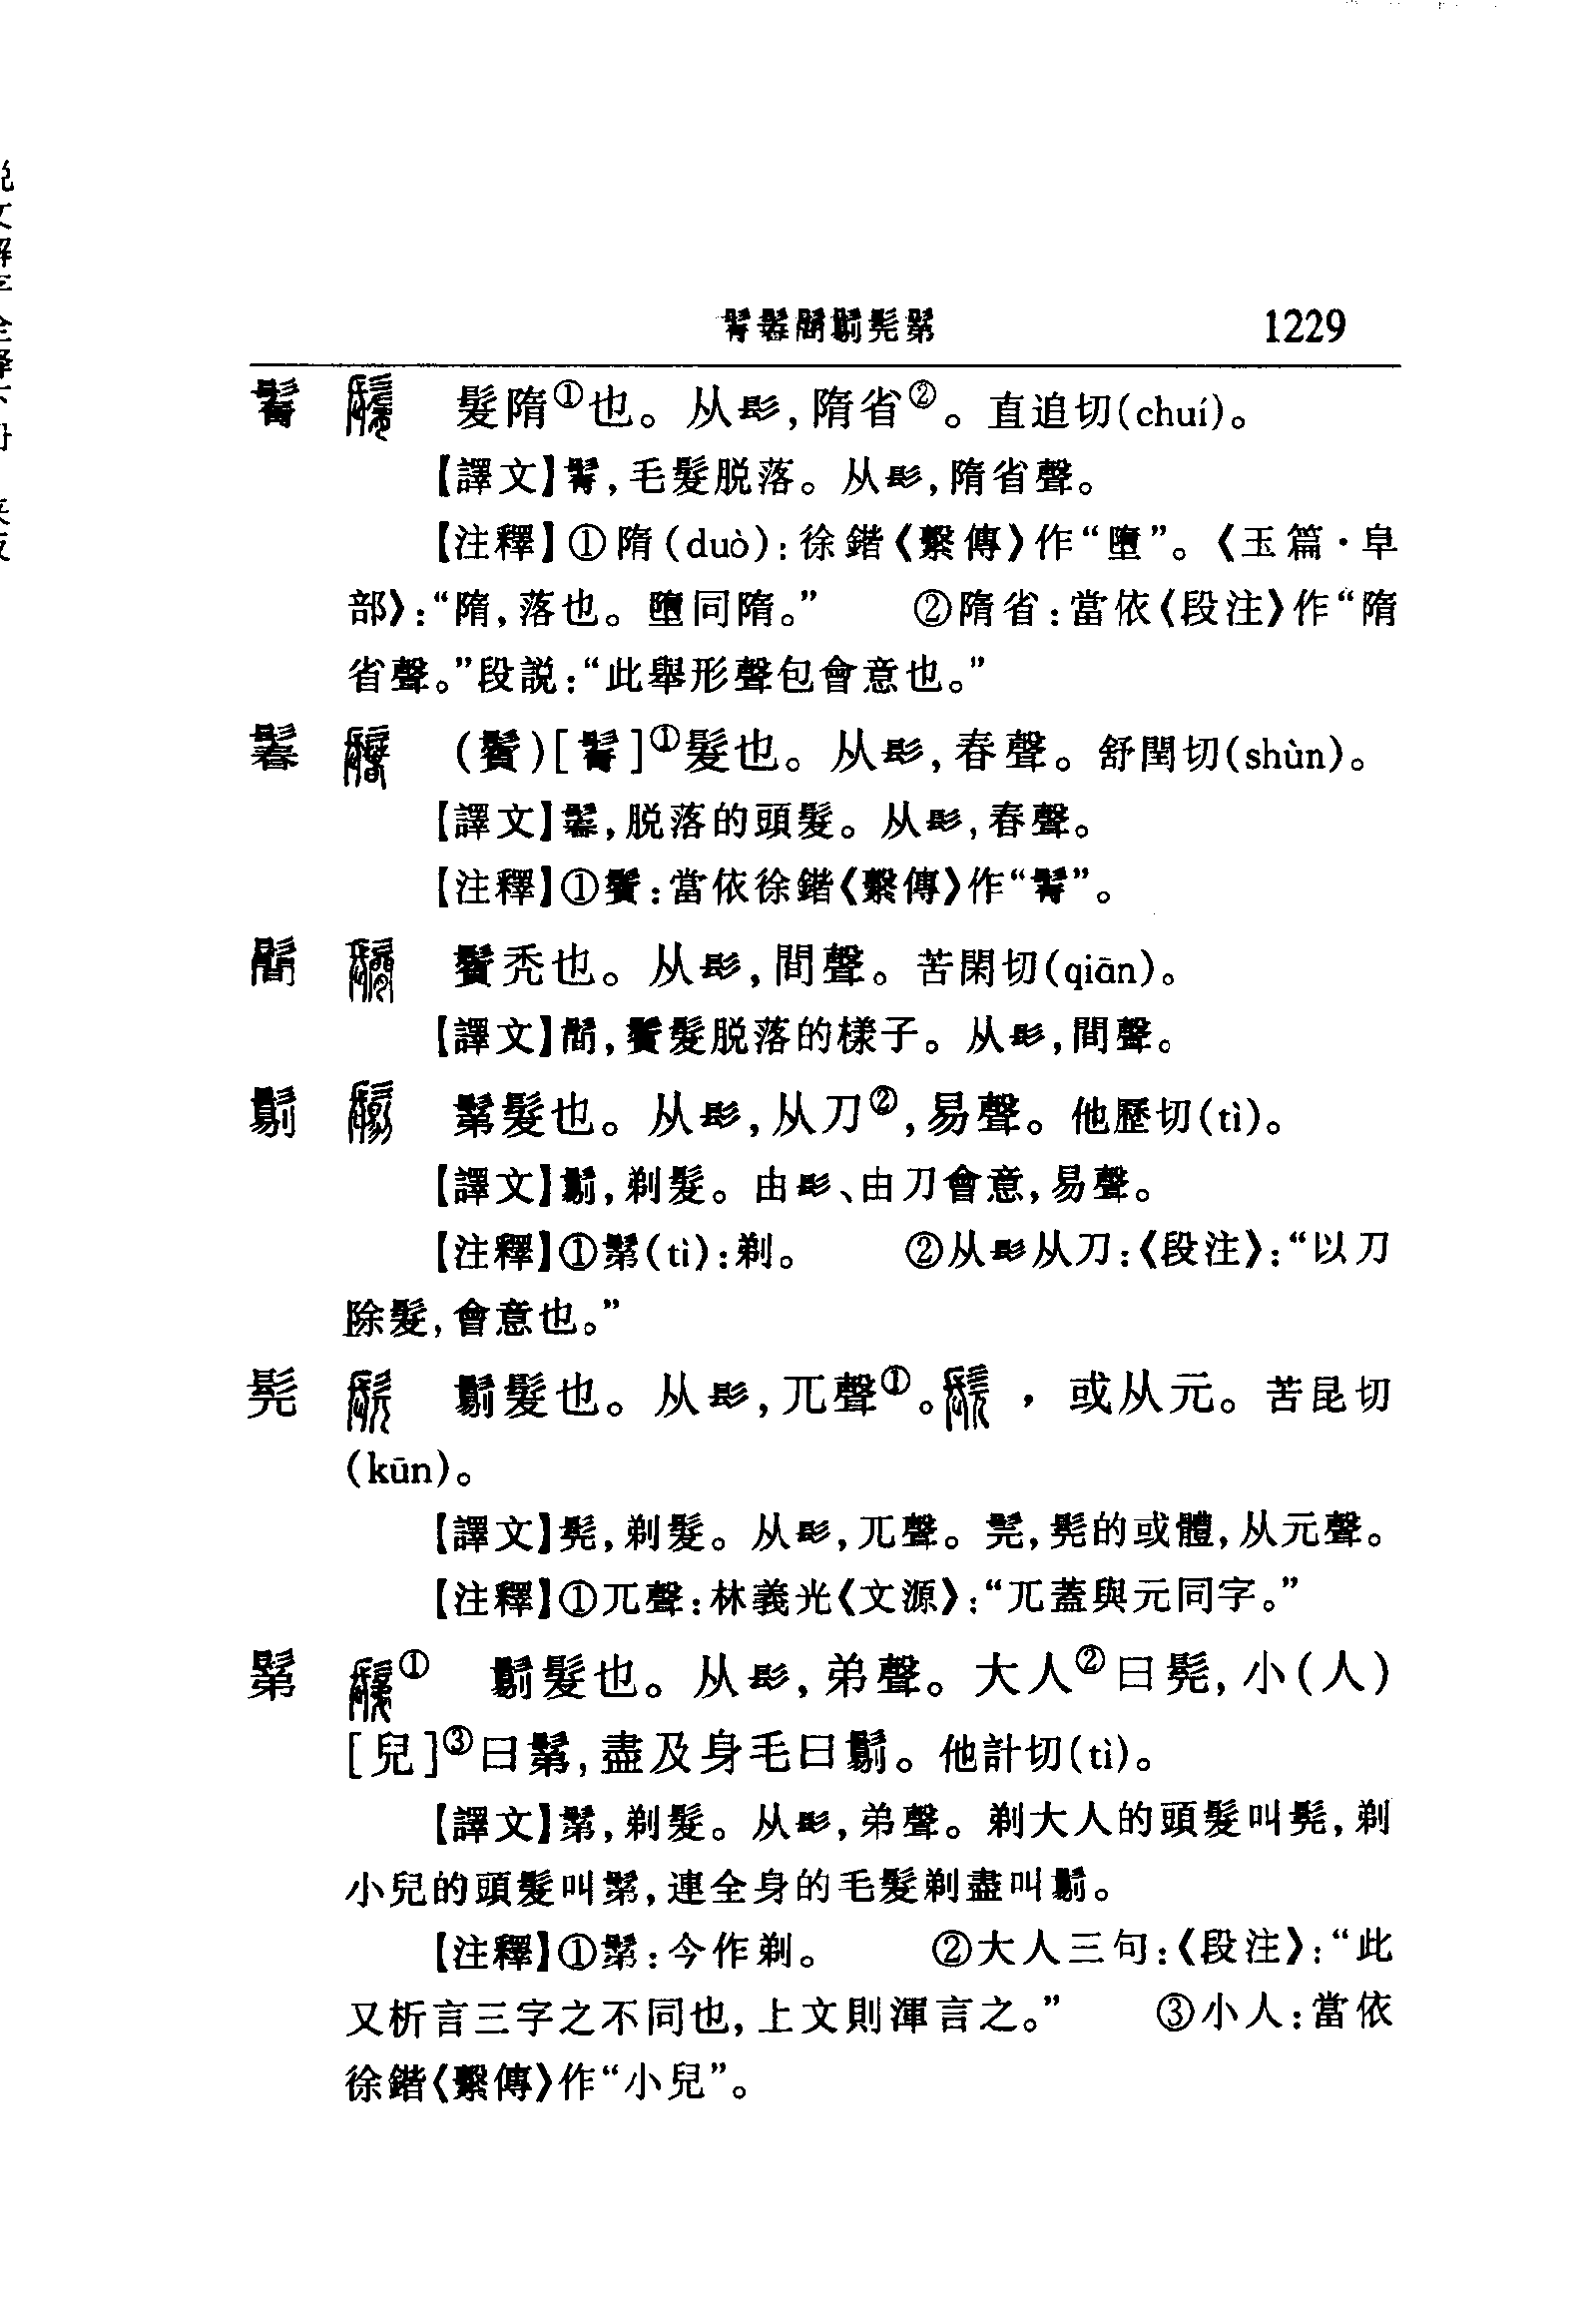 鬌鬊鬜鬄髡鬀 1229
鬌 髮隋①也。从髟,隋省②。直追切(chuí)。
【譯文】鬌,毛髮脱落。从髟,隋省聲。
【注釋】①隋(duò):徐鍇《繫傳》作“墮”。《玉篇·阜
部》:“隋,落也。墮同隋。” ②隋省:當依《段注》作“隋
省聲。”段説:“此舉形聲包會意也。”
鬊 (鬢)[鬌]①髮也。从髟,春聲。舒閏切(shùn)。
【譯文】鬊,脱落的頭髮。从髟,春聲。
【注釋】①鬢:當依徐鍇《繫傳》作“鬌”。
鬜 鬢禿也。从髟,間聲。苦閑切(qiān)。
【譯文】鬜,鬢髮脱落的樣子。从髟,間聲。
鬄 鬀髮也。从髟,从刀②,易聲。他歷切(tì)。
【譯文】鬄,剃髮。由髟、由刀會意,易聲。
【注釋】①鬀(tì):剃。 ②从髟从刀:《段注》:“以刀
除髮,會意也。”
髡 鬄髮也。从髟,兀聲①。 ,或从元。苦昆切
(kūn)。
【譯文】髡,剃髮。从髟,兀聲。髨,髡的或體,从元聲。
【注釋】①兀聲:林義光《文源》:“兀蓋與元同字。”
鬀 ① 鬄髮也。从髟,弟聲。大人②曰髡,小(人)
[兒]③曰鬀,盡及身毛曰鬄。他計切(tì)。
【譯文】鬀,剃髮。从髟,弟聲。剃大人的頭髮叫髡,剃
小兒的頭髮叫鬀,連全身的毛髮剃盡叫鬄。
【注釋】①鬀:今作剃。 ②大人三句:《段注》:“此
又析言三字之不同也,上文則渾言之。” ③小人:當依
徐鍇《繫傳》作“小兒”。